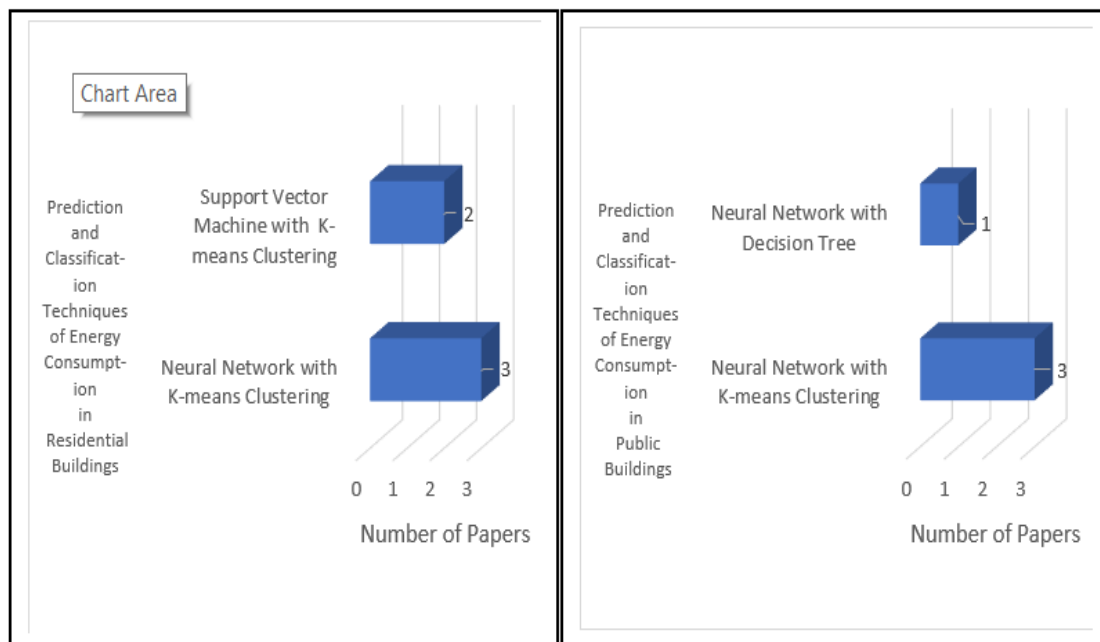 Chart Area
Prediction
and
Classificat-
ion
Techniques
of Energy
Consumpt-
ion
in
Residential
Buildings
Support Vector
Machine with K-
means Clustering
2
Neural Network with
K-means Clustering
3
0 1 2 3
Number of Papers
Prediction
and
Classificat-
ion
Techniques
of Energy
Consumpt-
ion
in
Public
Buildings
Neural Network with
Decision Tree
1
Neural Network with
K-means Clustering
3
0 1 2 3
Number of Papers